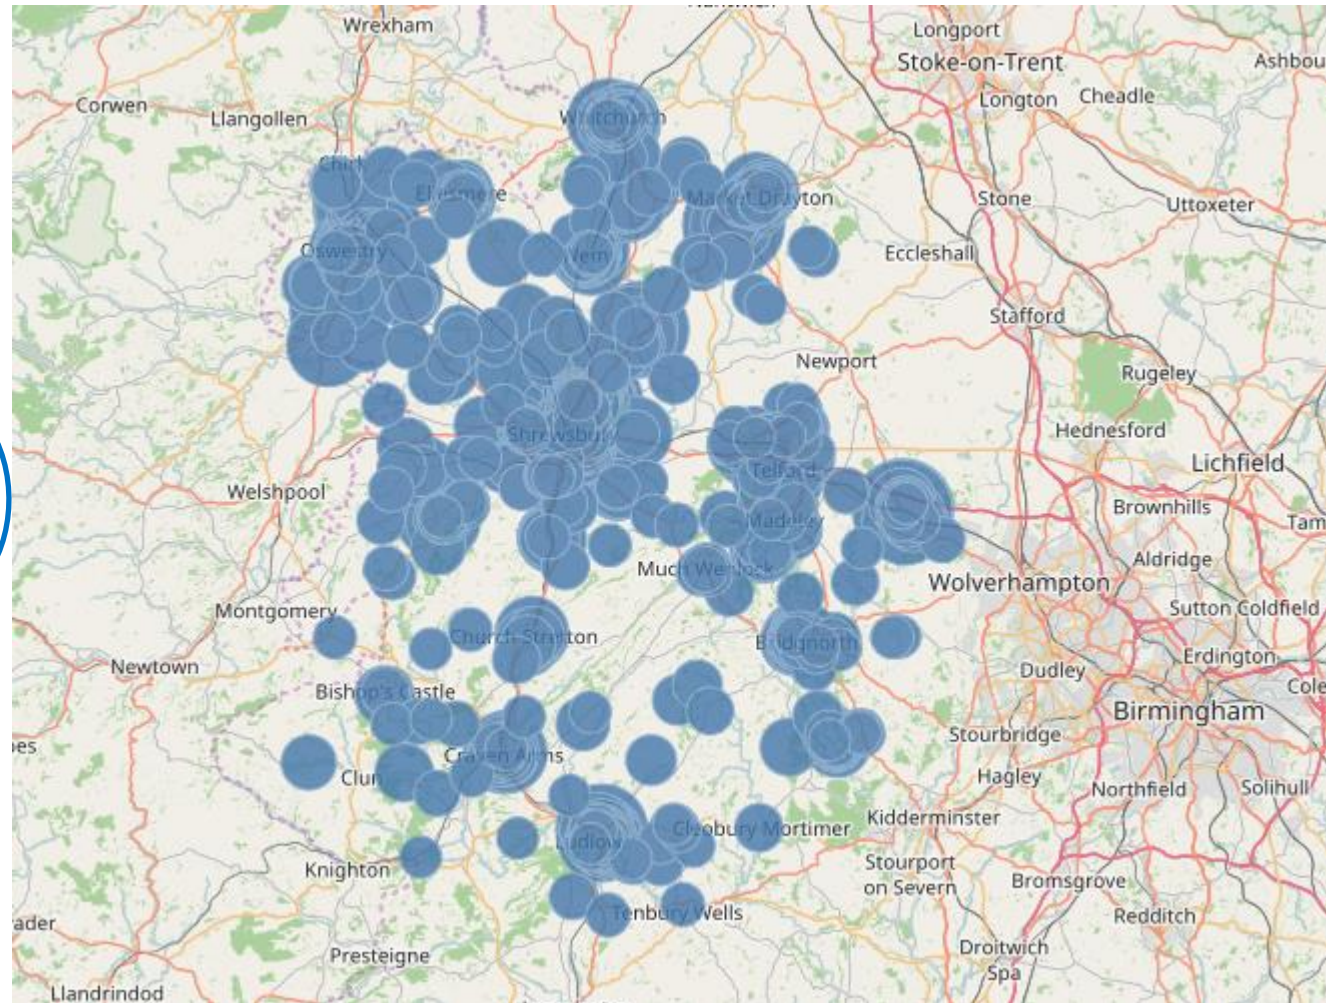 Wrexham
Longport
Stoke-on-Trent
Ashbou
Longton
Cheadle
Corwen
Llangollen
Whitchurch
Chirk
Ellesmere
Market Drayton
Stone
Uttoxeter
Oswestry
Wem
Eccleshall
Stafford
Newport
Rugeley
Hednesford
Shrewsbury
Lichfield
Telford
Welshpool
Brownhills
Madeley
Tam
Aldridge
Much Wenlock
Wolverhampton
Montgomery
Sutton Coldfield
Church Stretton
Bridgnorth
Erdington
Newtown
Dudley
Cole
Bishop's Castle
Birmingham
Stourbridge
Craven Arms
Clun
Hagley
Northfield
Solihull
Kidderminster
Cleobury Mortimer
Ludlow
Stourport
on Severn
Knighton
Bromsgrove
Tenbury Wells
Redditch
Droitwich
Spa
Presteigne
Llandrindod